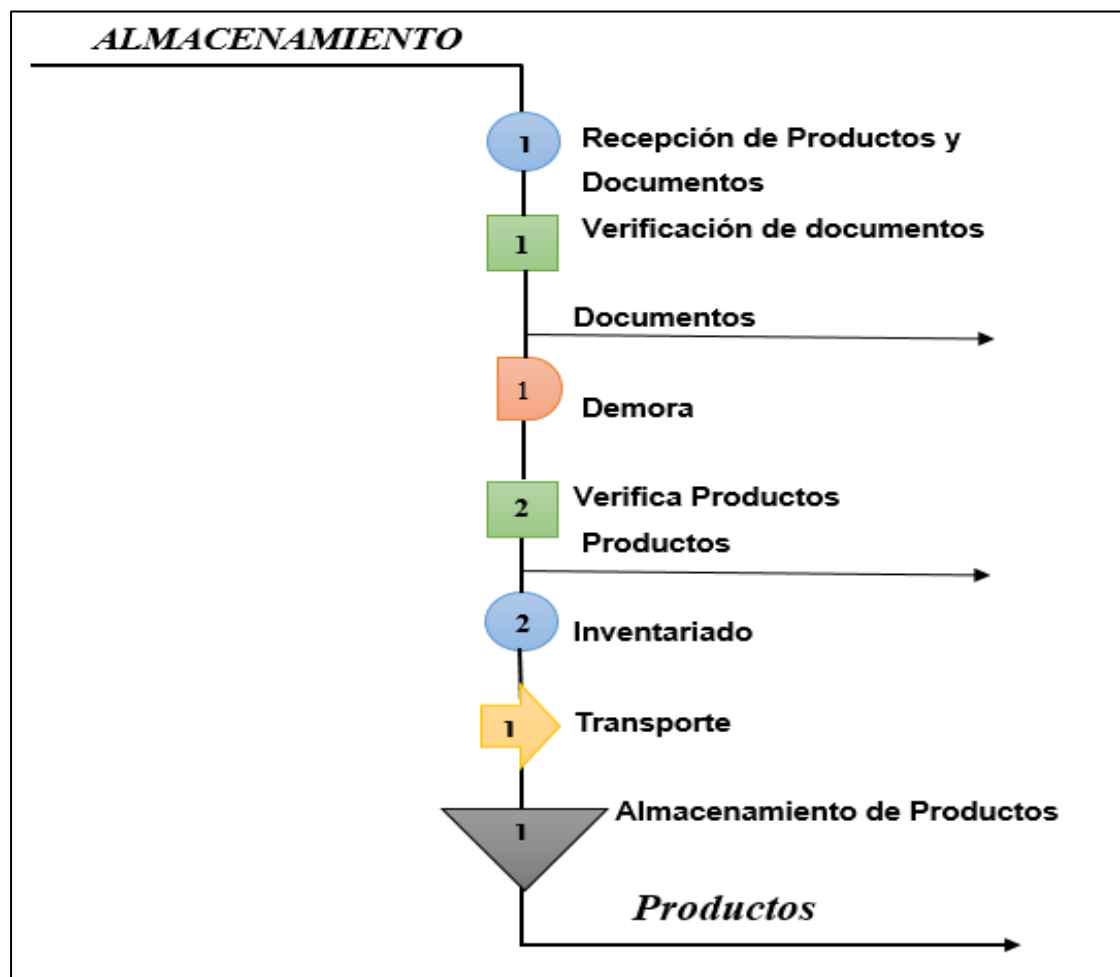 ALMACENAMIENTO
1
Recepción de Productos y
Documentos
1
Verificación de documentos
Documentos
1
Demora
2
Verifica Productos
Productos
2
Inventariado
1
Transporte
1
Almacenamiento de Productos
Productos